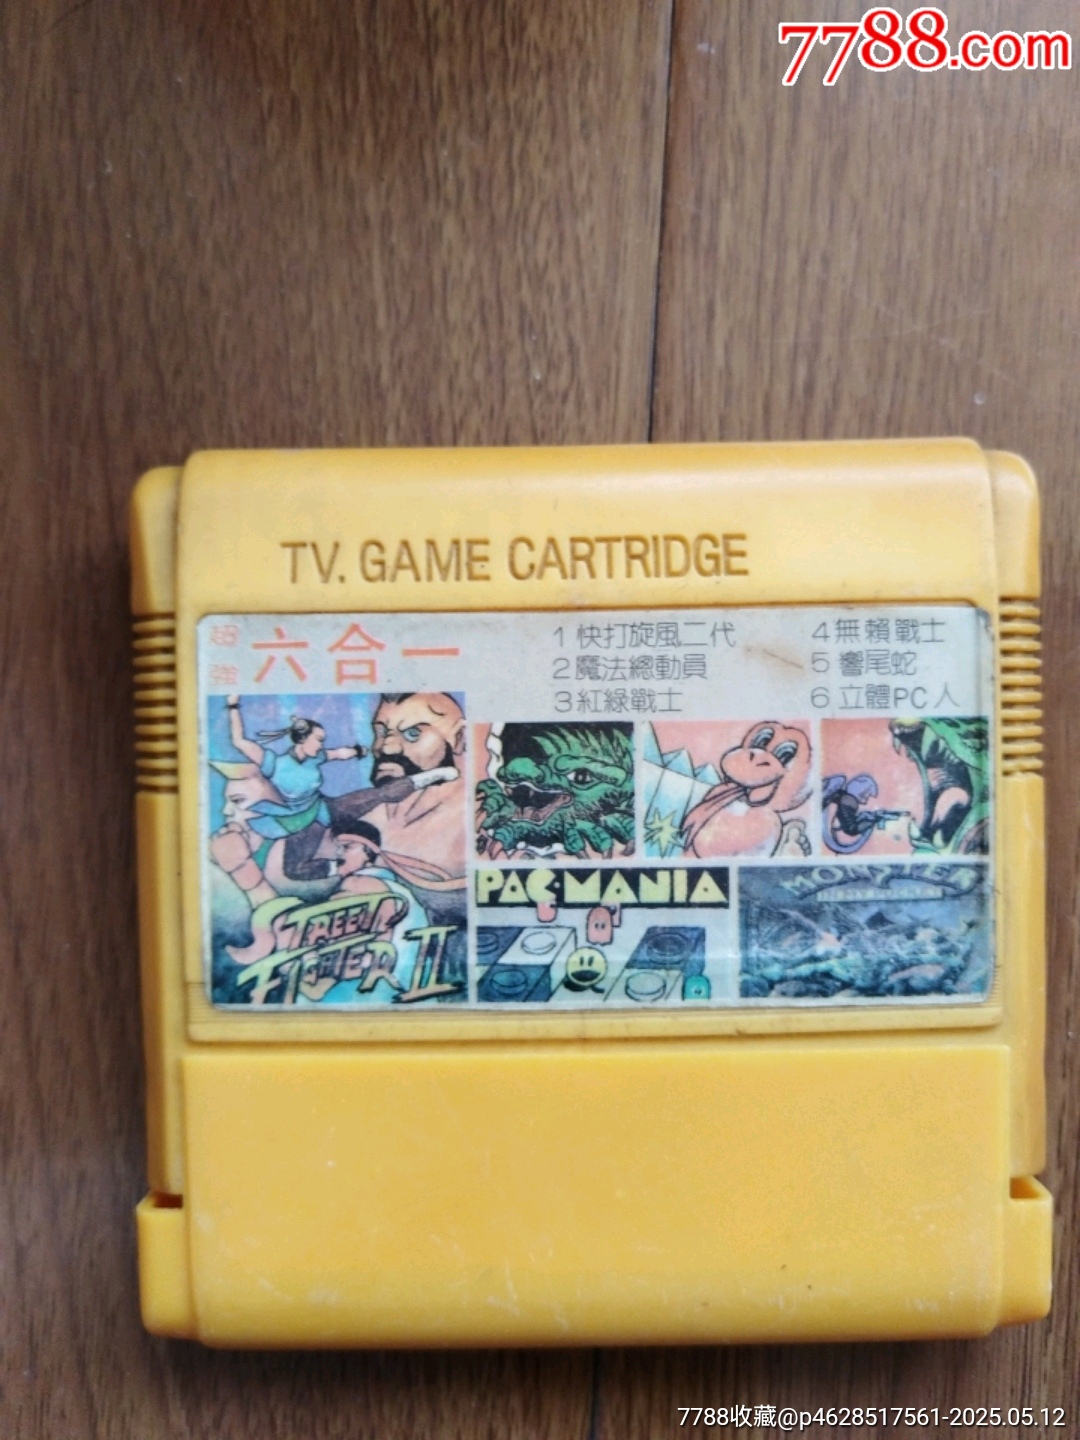 7788.com
TV. GAME CARTRIDGE
超強 六合一
1 快打旋風二代
2 魔法總動員
3 紅綠戰士
4 無賴戰士
5 響尾蛇
6 立體PC人
STREET FIGHTER II
PAC-MANIA
MONSTER
7788收藏@p4628517561-2025.05.12